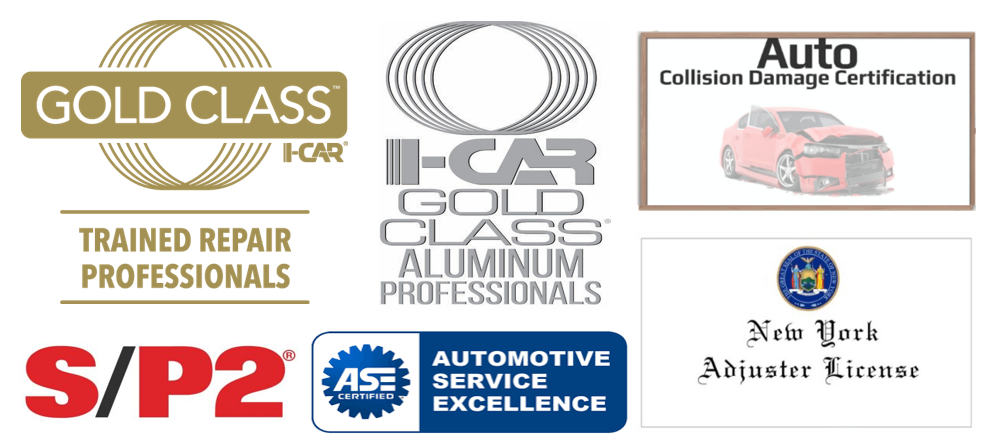 GOLD CLASS™
I-CAR®
TRAINED REPAIR
PROFESSIONALS
I-CAR
GOLD
CLASS®
ALUMINUM
PROFESSIONALS
Auto
Collision Damage Certification
New York
Adjuster License
S/P2®
ASE
CERTIFIED
AUTOMOTIVE
SERVICE
EXCELLENCE